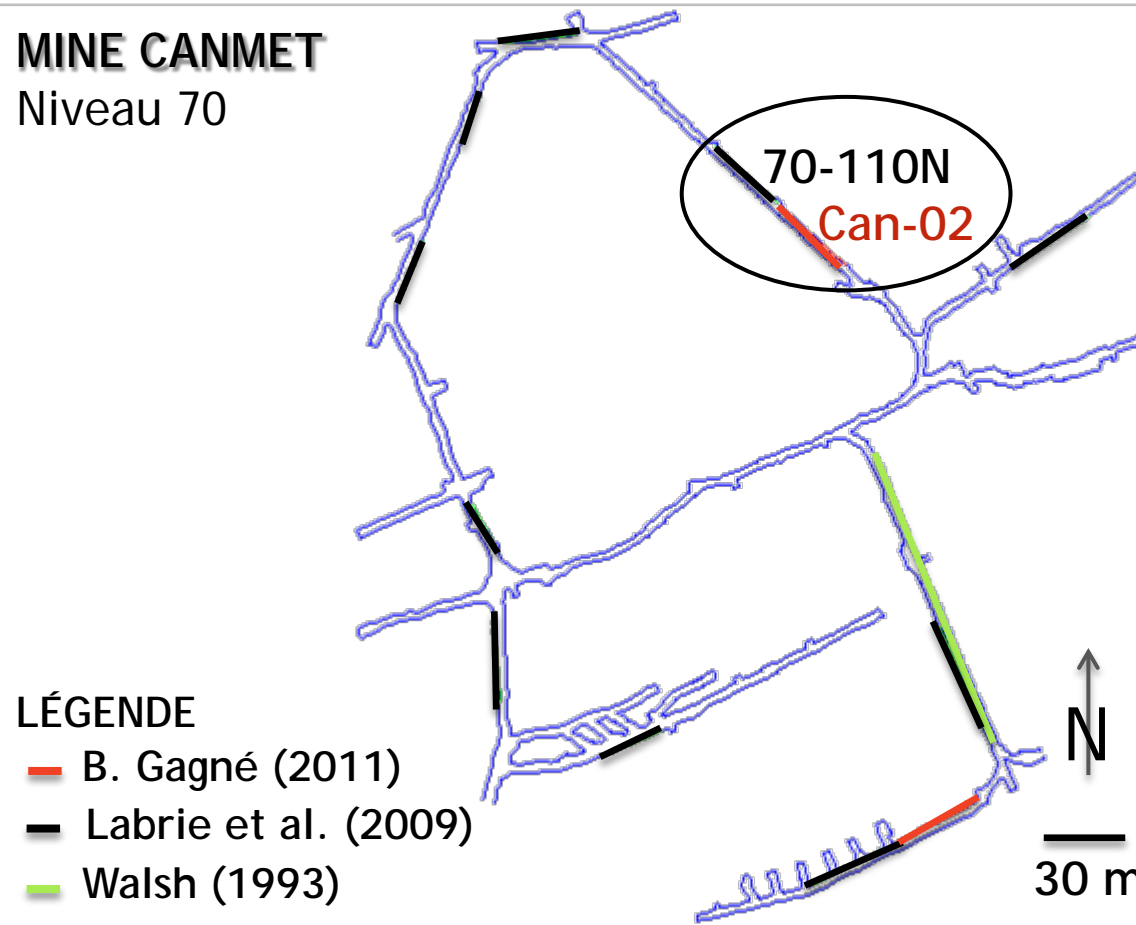 MINE CANMET
Niveau 70
70-110N
Can-02
LÉGENDE
B. Gagné (2011)
Labrie et al. (2009)
Walsh (1993)
N
30 m